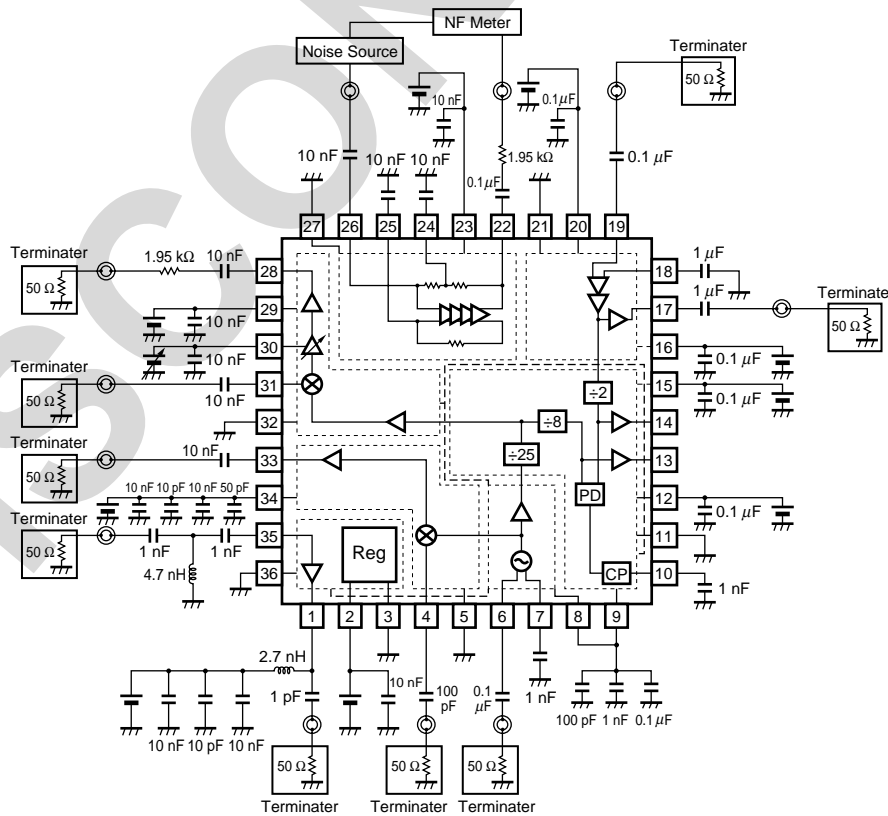 NF Meter
Noise Source
Terminater
50 Ω
10 nF
0.1 μF
10 nF
10 nF
10 nF
0.1 μF
1.95 kΩ
0.1 μF
27
26
25
24
23
22
21
20
19
Terminater
50 Ω
1.95 kΩ
10 nF
28
18
1 μF
29
10 nF
17
1 μF
Terminater
50 Ω
30
10 nF
16
0.1 μF
Terminater
50 Ω
10 nF
31
15
0.1 μF
÷2
32
14
÷8
Terminater
50 Ω
10 nF
33
÷25
13
10 nF
10 pF
10 nF
50 pF
34
PD
12
0.1 μF
Terminater
50 Ω
1 nF
1 nF
35
4.7 nH
Reg
11
36
CP
10
1 nF
1
2
3
4
5
6
7
8
9
2.7 nH
1 pF
10 nF
100 pF
0.1 μF
1 nF
10 nF
10 pF
10 nF
100 pF
1 nF
0.1 μF
50 Ω
50 Ω
50 Ω
Terminater
Terminater
Terminater